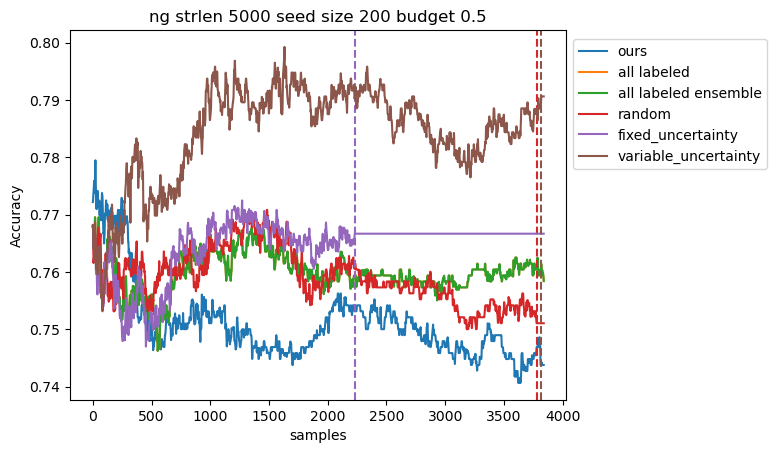 ng strlen 5000 seed size 200 budget 0.5
0.80
0.79
0.78
0.77
0.76
0.75
0.74
Accuracy
0
500
1000
1500
2000
2500
3000
3500
4000
samples
ours
all labeled
all labeled ensemble
random
fixed_uncertainty
variable_uncertainty